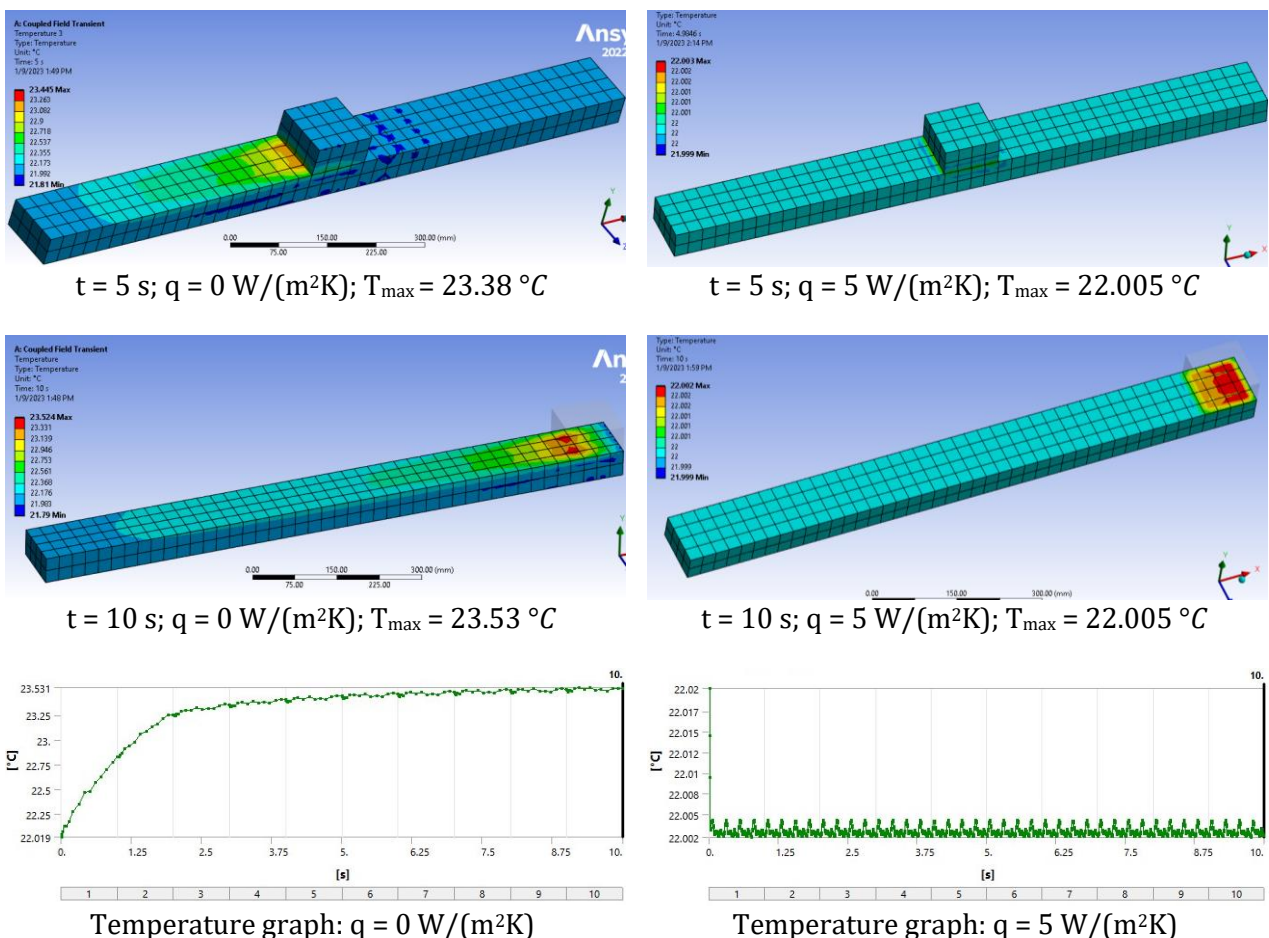 A: Coupled Field Transient
Temperature 3
Type: Temperature
Unit: °C
Time: 5 s
1/9/2023 1:49 PM
23.445 Max
23.263
23.082
22.9
22.718
22.537
22.355
22.173
21.992
21.81 Min
Ansy
2022
0.00 150.00 300.00 (mm)
75.00 225.00
Y
t = 5 s; q = 0 W/(m²K); Tmax = 23.38 °C
Type: Temperature
Unit: °C
Time: 4.9846 s
1/9/2023 2:14 PM
22.003 Max
22.002
22.002
22.001
22.001
22.001
22
22
22
21.999 Min
Y
X
t = 5 s; q = 5 W/(m²K); Tmax = 22.005 °C
A: Coupled Field Transient
Temperature
Type: Temperature
Unit: °C
Time: 10 s
1/9/2023 1:48 PM
23.524 Max
23.331
23.139
22.946
22.753
22.561
22.368
22.176
21.983
21.79 Min
An
2
0.00 150.00 300.00 (mm)
75.00 225.00
Y
t = 10 s; q = 0 W/(m²K); Tmax = 23.53 °C
Type: Temperature
Unit: °C
Time: 10 s
1/9/2023 1:59 PM
22.002 Max
22.002
22.002
22.001
22.001
22.001
22
22
21.999
21.999 Min
0.00 150.00 300.00 (mm)
Y
X
t = 10 s; q = 5 W/(m²K); Tmax = 22.005 °C
10.
23.531
23.25
23.
22.75
22.5
22.25
22.019
[°C]
0. 1.25 2.5 3.75 5. 6.25 7.5 8.75 10.
[s]
1 2 3 4 5 6 7 8 9 10
Temperature graph: q = 0 W/(m²K)
10.
22.02
22.017
22.015
22.012
22.01
22.008
22.005
22.002
[°C]
0. 1.25 2.5 3.75 5. 6.25 7.5 8.75 10.
[s]
1 2 3 4 5 6 7 8 9 10
Temperature graph: q = 5 W/(m²K)